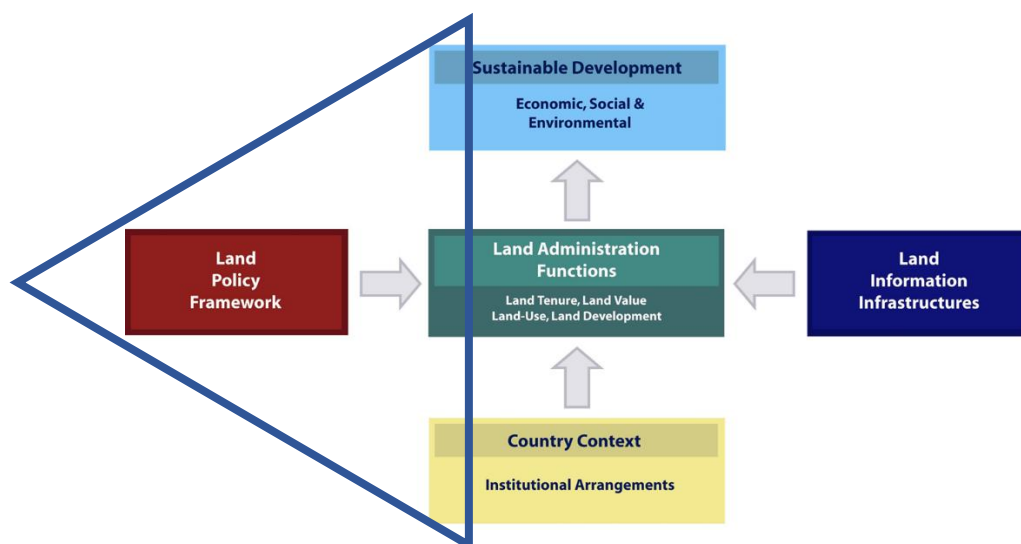 Sustainable Development
Economic, Social &
Environmental
Land
Policy
Framework
Land Administration
Functions
Land Tenure, Land Value
Land-Use, Land Development
Land
Information
Infrastructures
Country Context
Institutional Arrangements